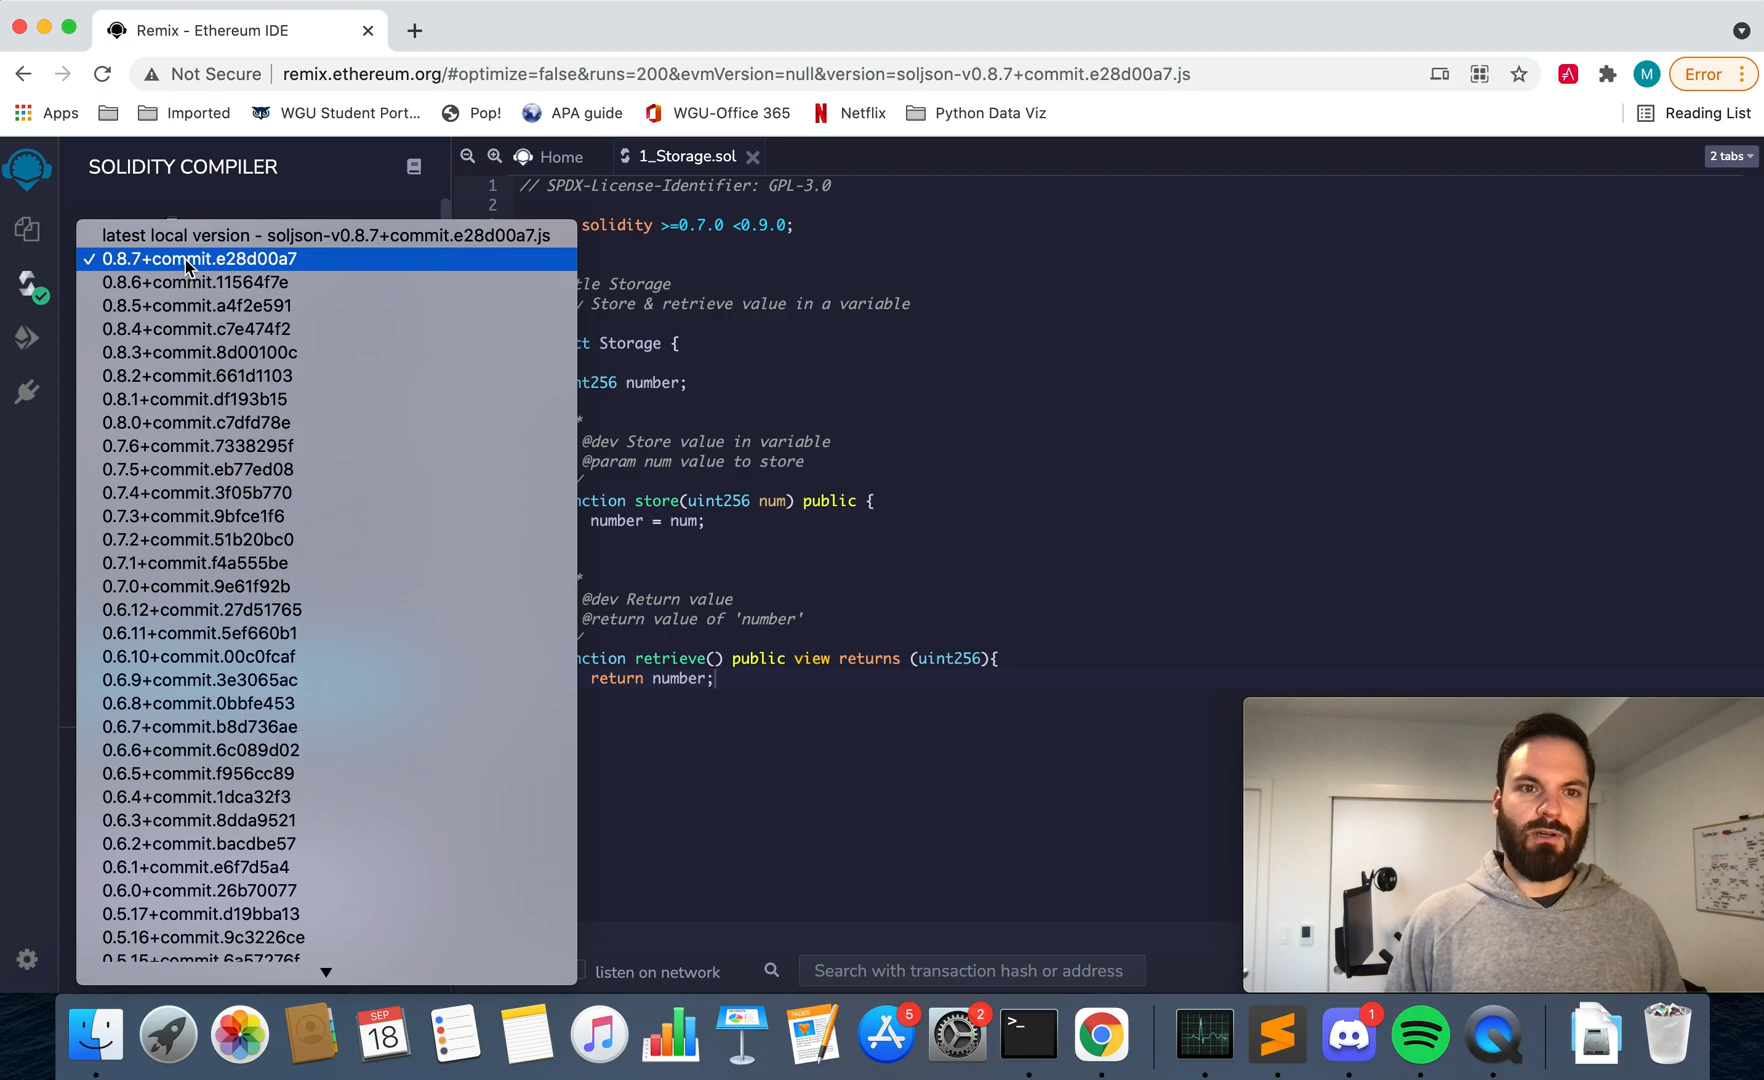 Remix - Ethereum IDE
Not Secure
remix.ethereum.org/#optimize=false&runs=200&evmVersion=null&version=soljson-v0.8.7+commit.e28d00a7.js
M
Error
Apps
Imported
WGU Student Port...
Pop!
APA guide
WGU-Office 365
Netflix
Python Data Viz
Reading List
SOLIDITY COMPILER
Home
1_Storage.sol
2 tabs
latest local version - soljson-v0.8.7+commit.e28d00a7.js
0.8.7+commit.e28d00a7
0.8.6+commit.11564f7e
0.8.5+commit.a4f2e591
0.8.4+commit.c7e474f2
0.8.3+commit.8d00100c
0.8.2+commit.661d1103
0.8.1+commit.df193b15
0.8.0+commit.c7dfd78e
0.7.6+commit.7338295f
0.7.5+commit.eb77ed08
0.7.4+commit.3f05b770
0.7.3+commit.9bfce1f6
0.7.2+commit.51b20bc0
0.7.1+commit.f4a555be
0.7.0+commit.9e61f92b
0.6.12+commit.27d51765
0.6.11+commit.5ef660b1
0.6.10+commit.00c0fcaf
0.6.9+commit.3e3065ac
0.6.8+commit.0bbfe453
0.6.7+commit.b8d736ae
0.6.6+commit.6c089d02
0.6.5+commit.f956cc89
0.6.4+commit.1dca32f3
0.6.3+commit.8dda9521
0.6.2+commit.bacdbe57
0.6.1+commit.e6f7d5a4
0.6.0+commit.26b70077
0.5.17+commit.d19bba13
0.5.16+commit.9c3226ce
0.5.15+commit.6a57276f
1 // SPDX-License-Identifier: GPL-3.0
2
solidity >=0.7.0 <0.9.0;
tle Storage
Store & retrieve value in a variable
ct Storage {
nt256 number;
*
@dev Store value in variable
@param num value to store
/
nction store(uint256 num) public {
number = num;
*
@dev Return value
@return value of 'number'
/
nction retrieve() public view returns (uint256){
return number;
listen on network
Search with transaction hash or address
SEP
18
PAGES
5
2
>_
1